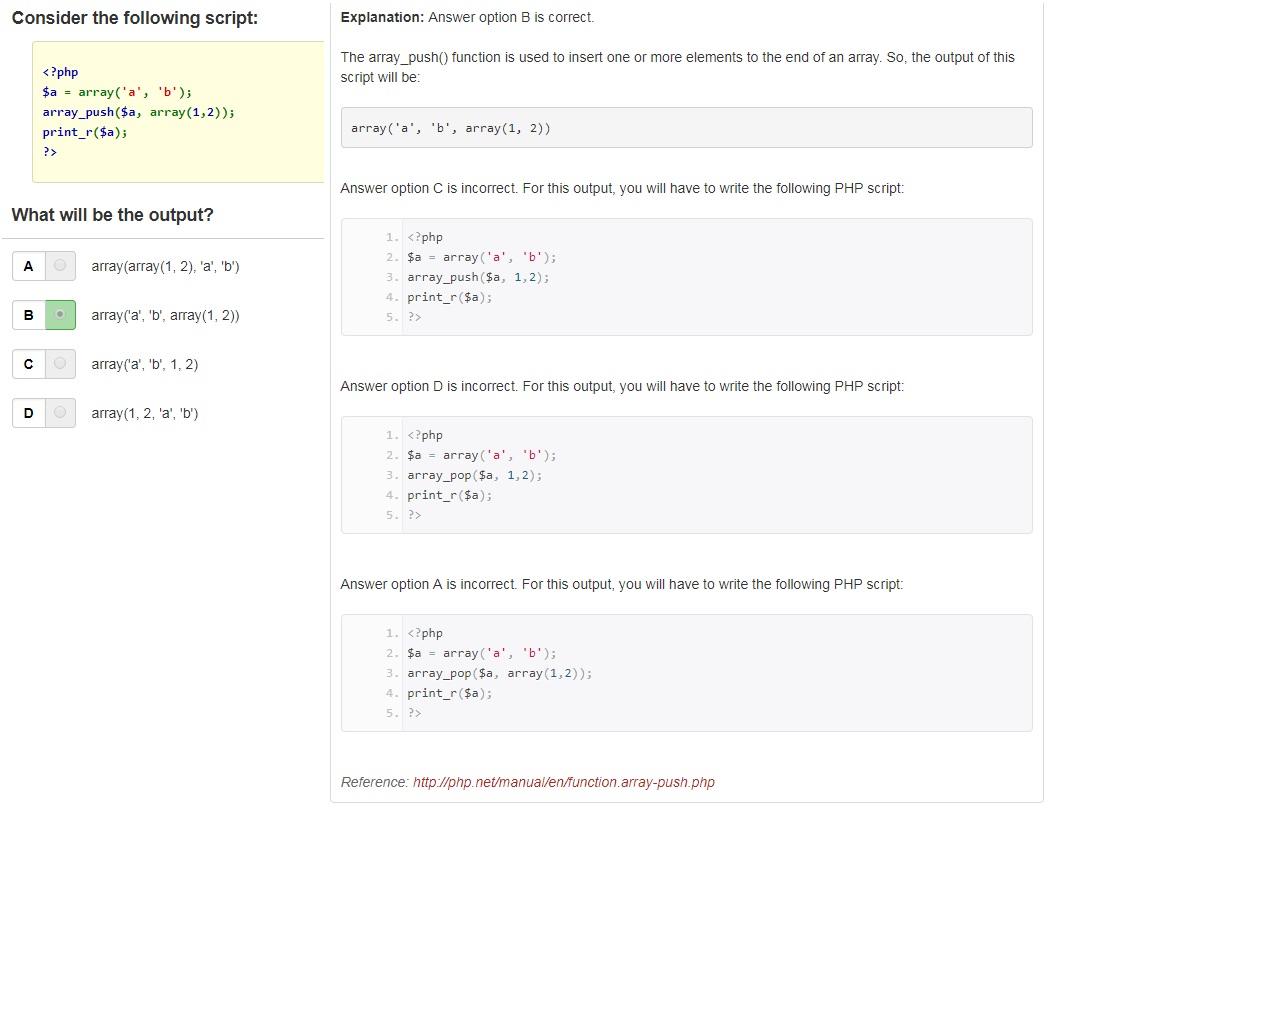 Consider the following script:
<?php
$a = array('a', 'b');
array_push($a, array(1,2));
print_r($a);
?>
What will be the output?
A array(array(1, 2), 'a', 'b')
B array('a', 'b', array(1, 2))
C array('a', 'b', 1, 2)
D array(1, 2, 'a', 'b')
Explanation: Answer option B is correct.
The array_push() function is used to insert one or more elements to the end of an array. So, the output of this
script will be:
array('a', 'b', array(1, 2))
Answer option C is incorrect. For this output, you will have to write the following PHP script:
1. <?php
2. $a = array('a', 'b');
3. array_push($a, 1,2);
4. print_r($a);
5. ?>
Answer option D is incorrect. For this output, you will have to write the following PHP script:
1. <?php
2. $a = array('a', 'b');
3. array_pop($a, 1,2);
4. print_r($a);
5. ?>
Answer option A is incorrect. For this output, you will have to write the following PHP script:
1. <?php
2. $a = array('a', 'b');
3. array_pop($a, array(1,2));
4. print_r($a);
5. ?>
Reference: http://php.net/manual/en/function.array-push.php